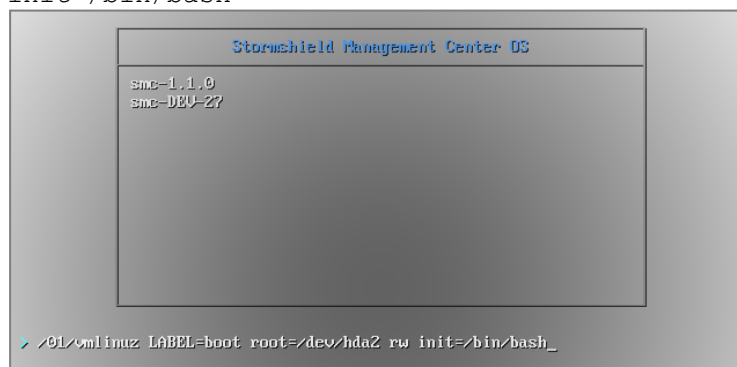 init=/bin/bash
Stormshield Management Center OS
smc-1.1.0
smc-DEV-27
> /01/vmlinuz LABEL=boot root=/dev/hda2 rw init=/bin/bash_